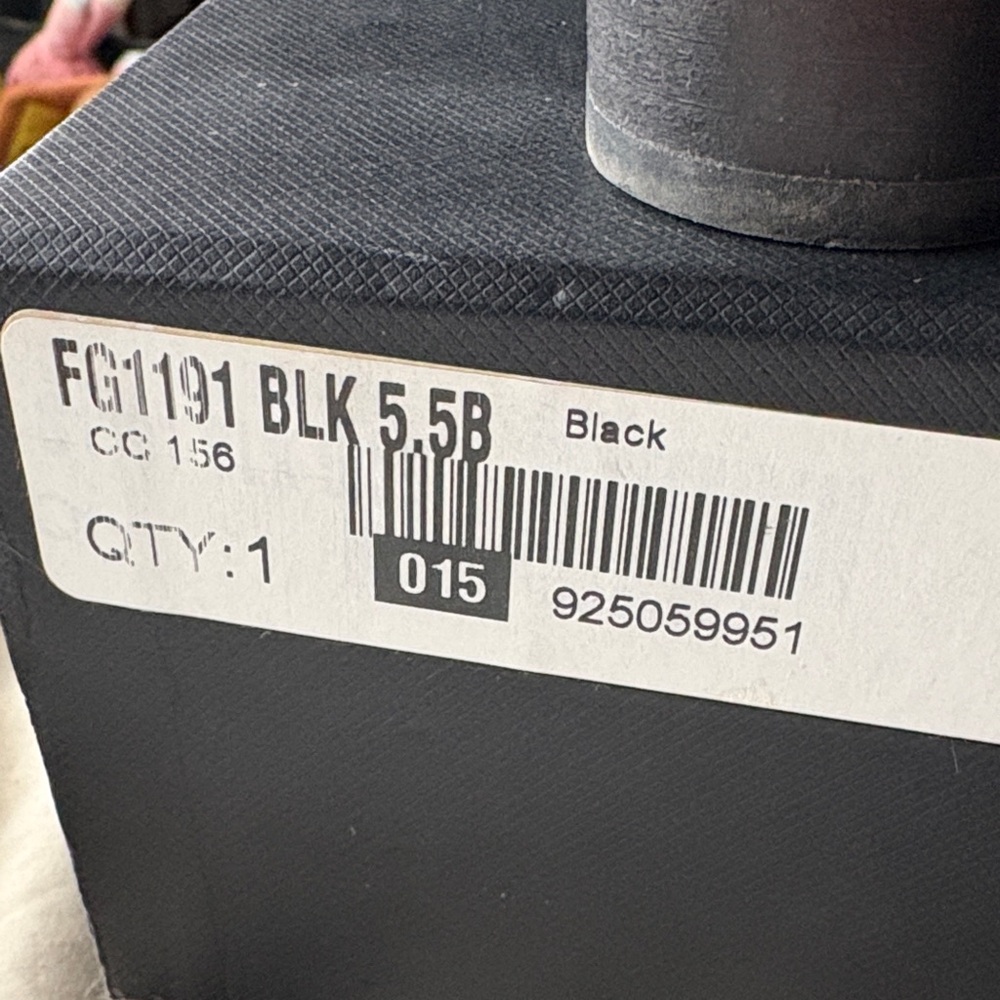 FG1191 BLK 5.5B Black
CC 156
QTY:1
015
925059951